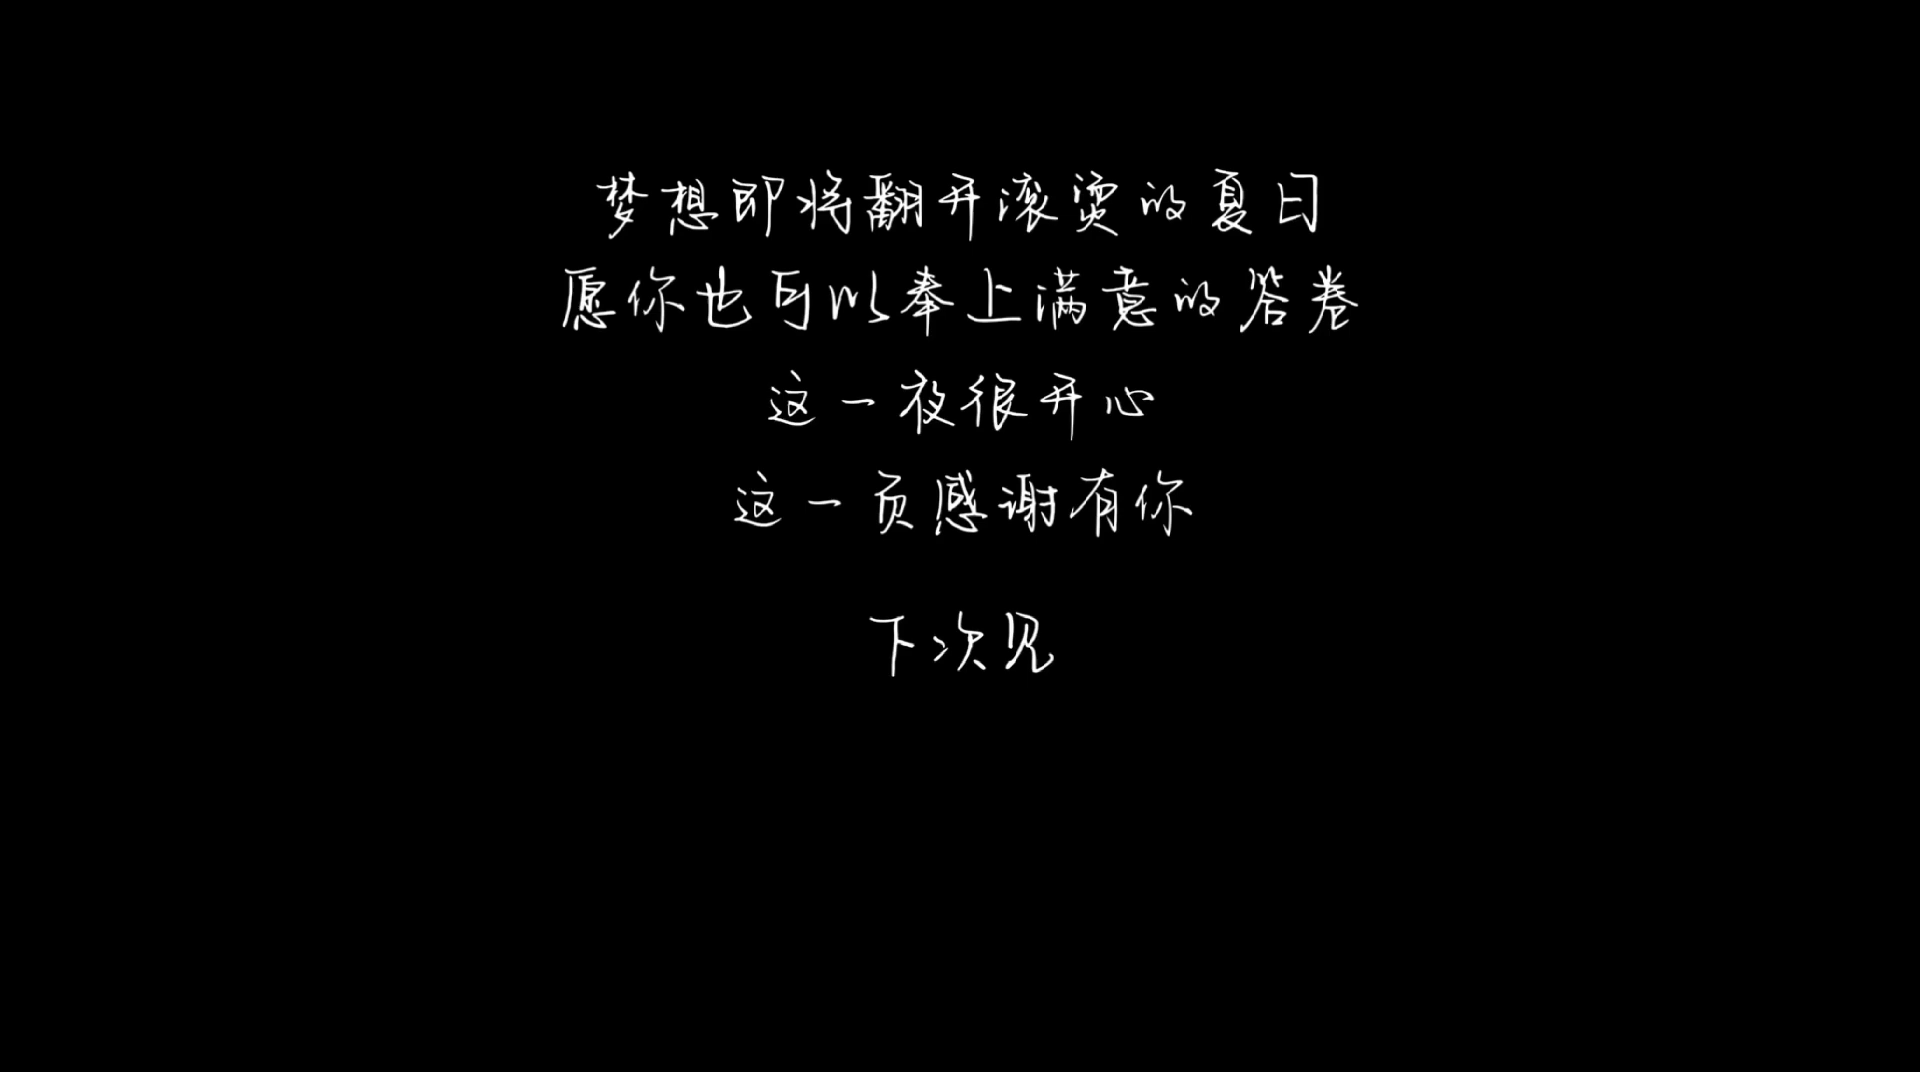 梦想即将翻开滚烫的夏日
愿你也可以奉上满意的答卷
这一夜很开心
这一页感谢有你
下次见